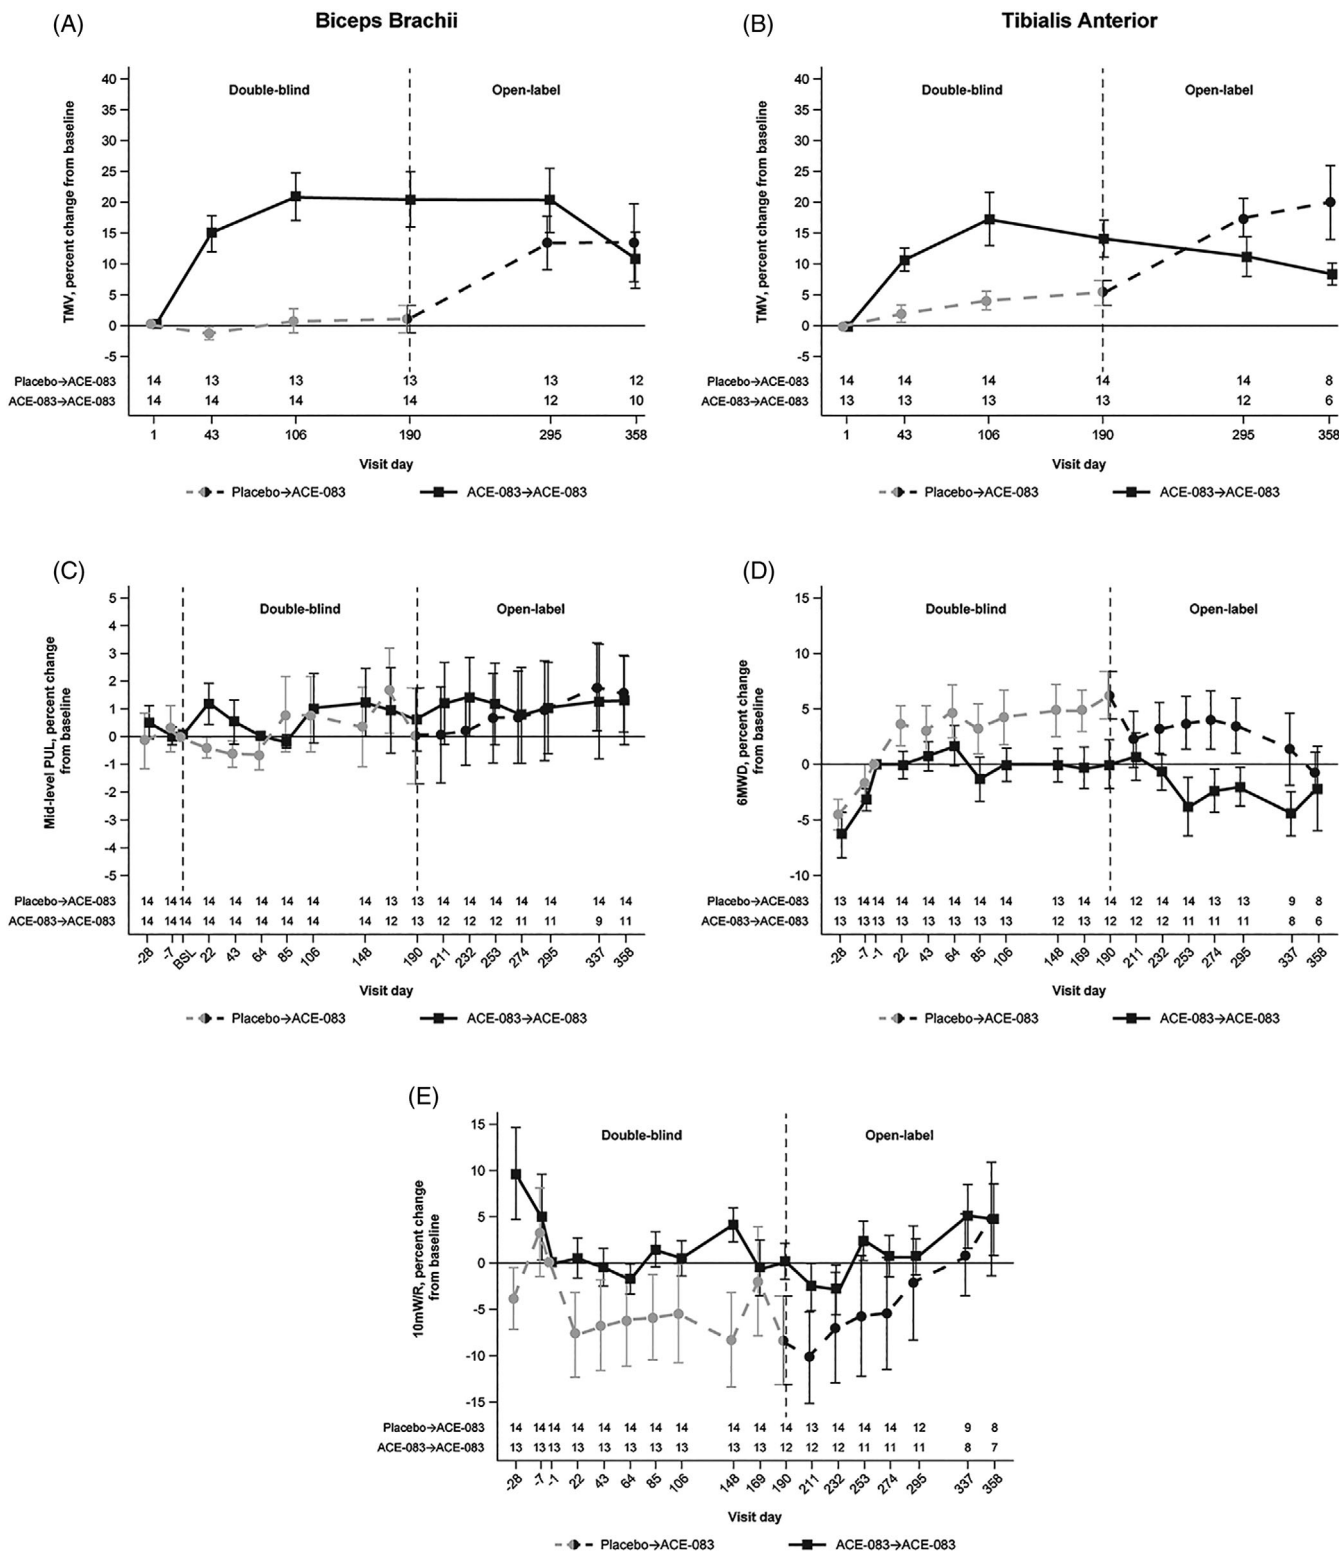 (A) Biceps Brachii
(B) Tibialis Anterior
TMV, percent change from baseline
Double-blind Open-label
40
35
30
25
20
15
10
5
0
-5
Placebo→ACE-083 14 13 13 13 13 12
ACE-083→ACE-083 14 14 14 14 12 10
1 43 106 190 295 358
Visit day
Placebo→ACE-083 ACE-083→ACE-083
TMV, percent change from baseline
Double-blind Open-label
40
35
30
25
20
15
10
5
0
-5
Placebo→ACE-083 14 14 14 14 14 8
ACE-083→ACE-083 13 13 13 13 12 6
1 43 106 190 295 358
Visit day
Placebo→ACE-083 ACE-083→ACE-083
(C)
Mid-level PUL, percent change
from baseline
Double-blind Open-label
5
4
3
2
1
0
-1
-2
-3
-4
-5
Placebo→ACE-083 14 14 14 14 14 14 14 14 14 13 13 14 14 14 14 14 14 14
ACE-083→ACE-083 14 14 14 14 14 14 14 14 14 12 13 12 12 12 11 11 9 11
-28 -7 BSL 22 43 64 85 106 148 190 211 232 253 274 295 337 358
Visit day
Placebo→ACE-083 ACE-083→ACE-083
(D)
6MWD, percent change
from baseline
Double-blind Open-label
15
10
5
0
-5
-10
Placebo→ACE-083 13 14 14 14 14 14 14 14 13 14 14 12 14 14 13 13 9 8
ACE-083→ACE-083 13 13 13 13 13 13 13 13 12 13 12 12 12 11 11 11 8 6
-28 -7 -1 22 43 64 85 106 148 169 190 211 232 253 274 295 337 358
Visit day
Placebo→ACE-083 ACE-083→ACE-083
(E)
10mW/R, percent change
from baseline
Double-blind Open-label
15
10
5
0
-5
-10
-15
Placebo→ACE-083 14 14 14 14 14 14 14 14 14 14 14 13 14 14 14 12 9 8
ACE-083→ACE-083 13 13 13 13 13 13 13 13 13 13 12 12 12 11 11 11 8 7
-28 -7 -1 22 43 64 85 106 148 169 190 211 232 253 274 295 337 358
Visit day
Placebo→ACE-083 ACE-083→ACE-083